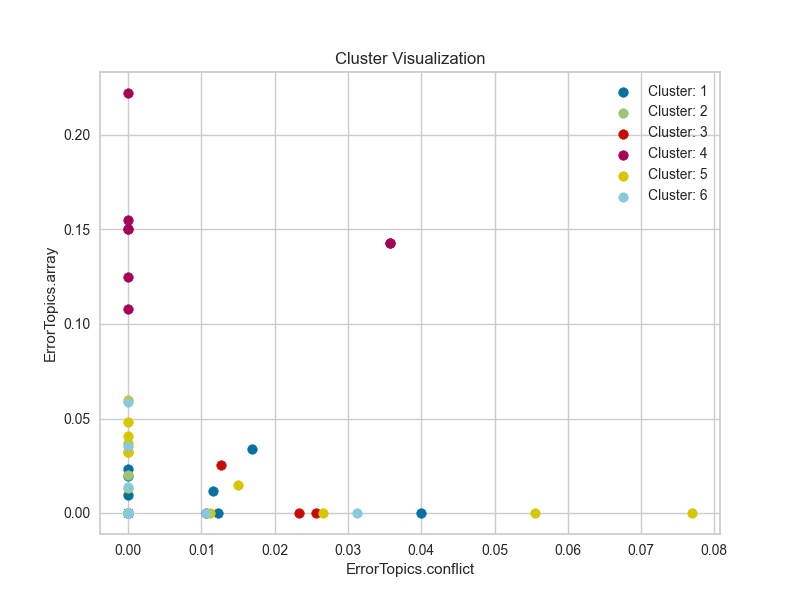 Cluster Visualization
Cluster: 1
Cluster: 2
Cluster: 3
Cluster: 4
Cluster: 5
Cluster: 6
ErrorTopics.array
0.20
0.15
0.10
0.05
0.00
0.00 0.01 0.02 0.03 0.04 0.05 0.06 0.07 0.08
ErrorTopics.conflict